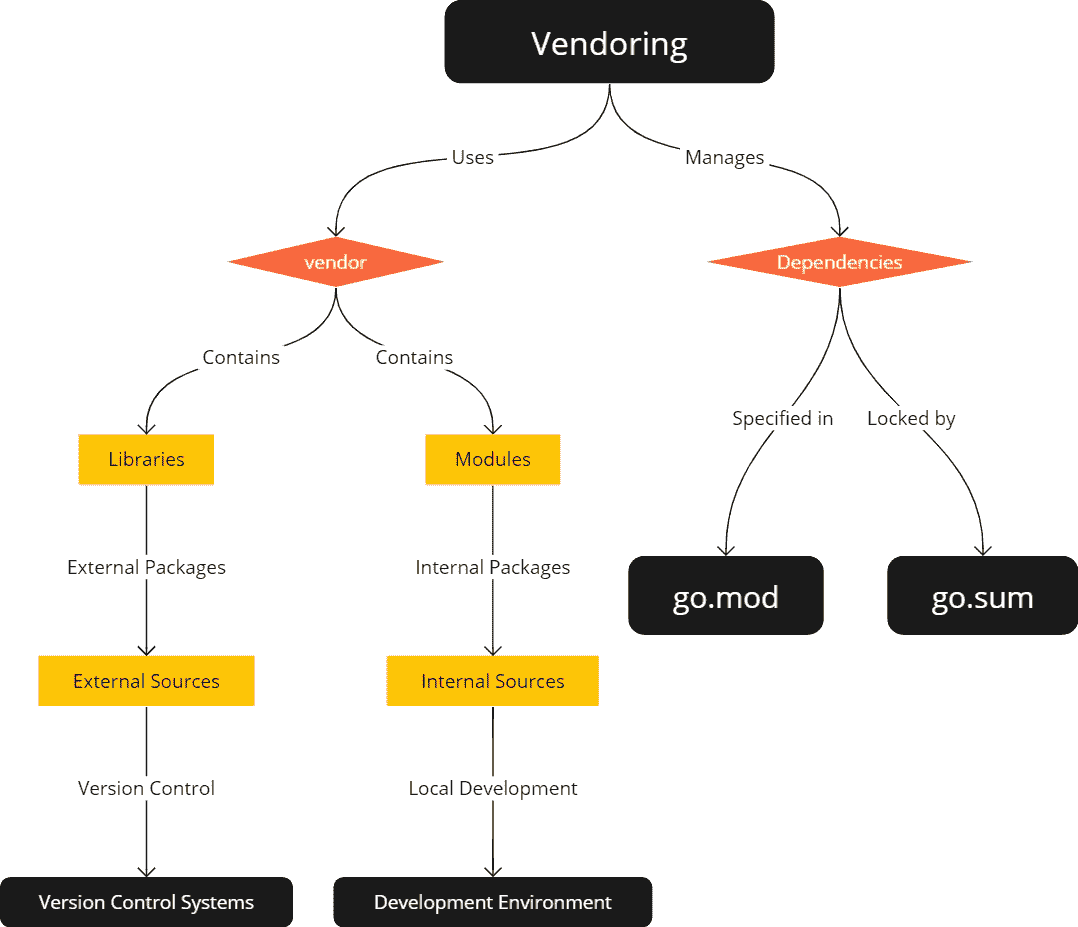 Vendoring
Uses
Manages
vendor
Dependencies
Contains
Contains
Specified in
Locked by
Libraries
Modules
External Packages
Internal Packages
go.mod
go.sum
External Sources
Internal Sources
Version Control
Local Development
Version Control Systems
Development Environment